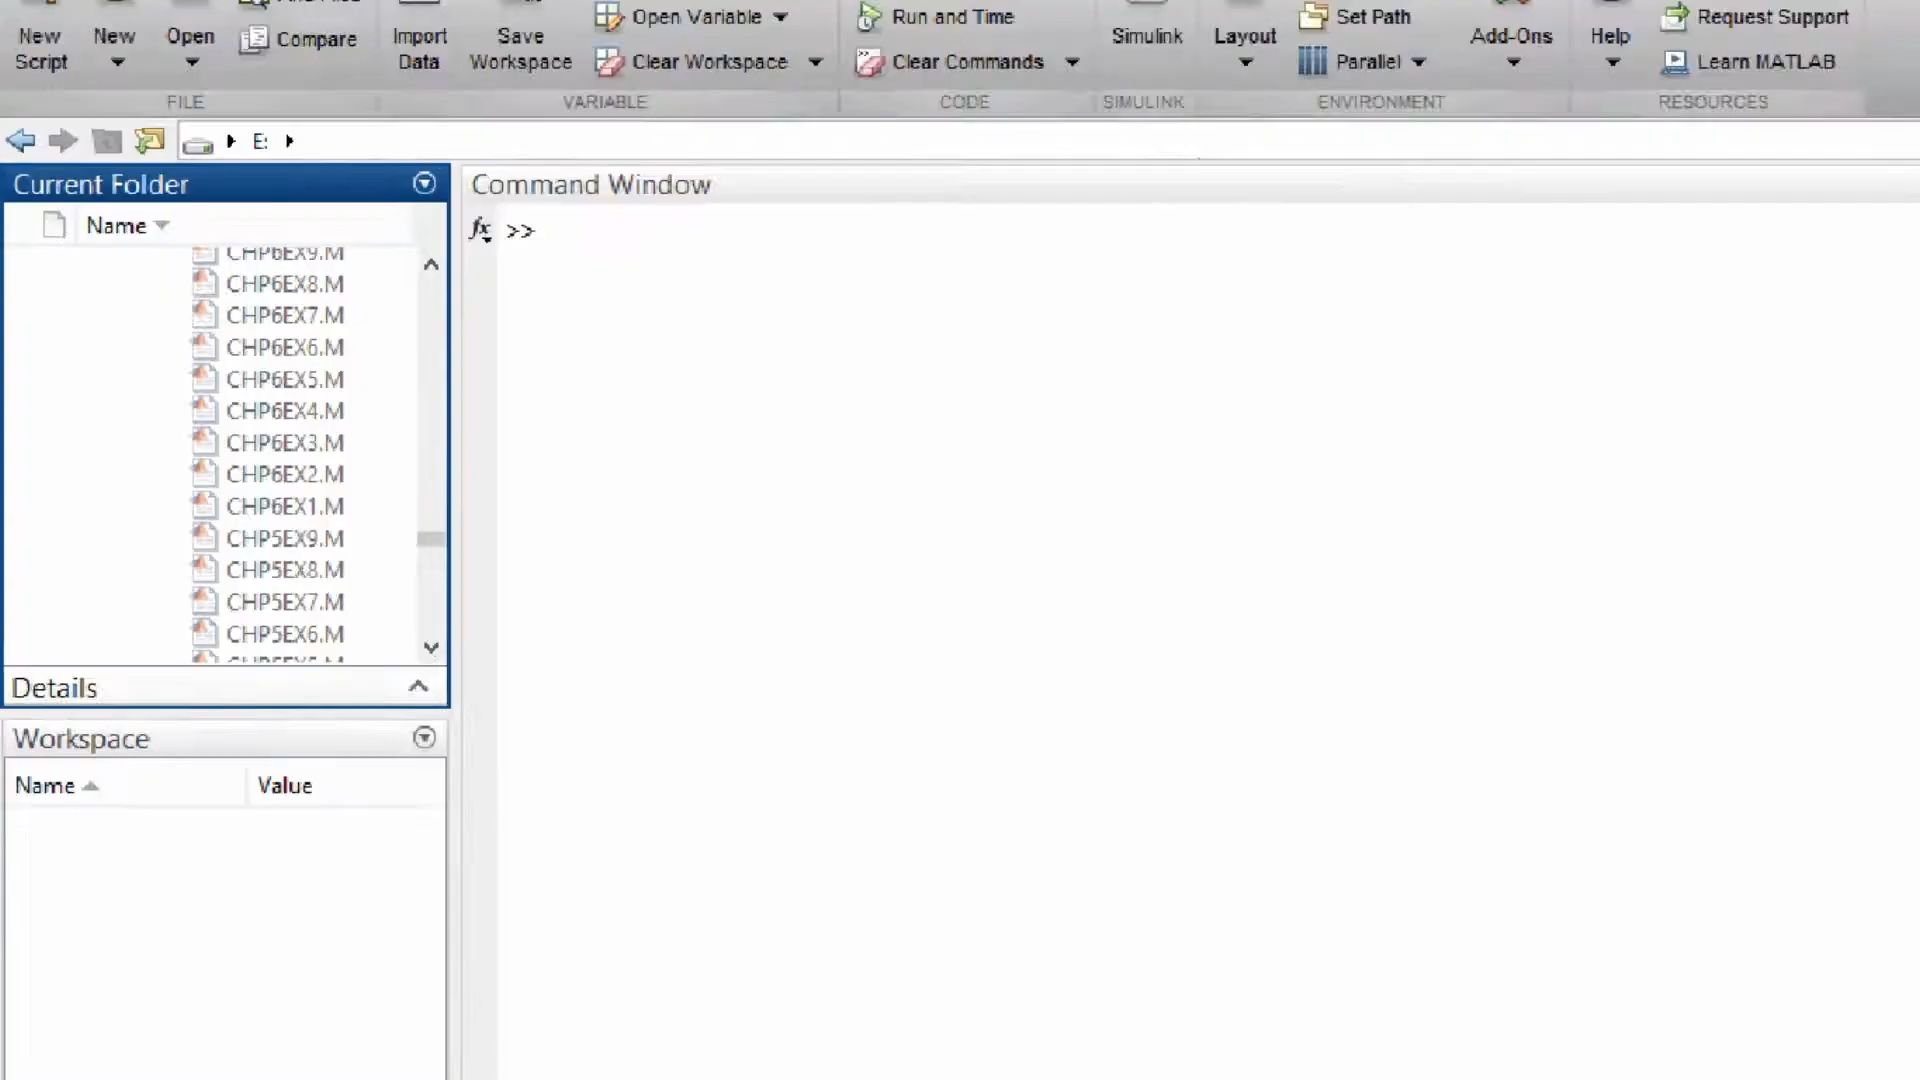 New Script
New
Open
Compare
Import Data
Save Workspace
Open Variable
Clear Workspace
Run and Time
Clear Commands
Simulink
Layout
Set Path
Parallel
Add-Ons
Help
Request Support
Learn MATLAB
FILE
VARIABLE
CODE
SIMULINK
ENVIRONMENT
RESOURCES
E:
Current Folder
Name
CHP6EX9.M
CHP6EX8.M
CHP6EX7.M
CHP6EX6.M
CHP6EX5.M
CHP6EX4.M
CHP6EX3.M
CHP6EX2.M
CHP6EX1.M
CHP5EX9.M
CHP5EX8.M
CHP5EX7.M
CHP5EX6.M
Details
Workspace
Name
Value
Command Window
fx >>